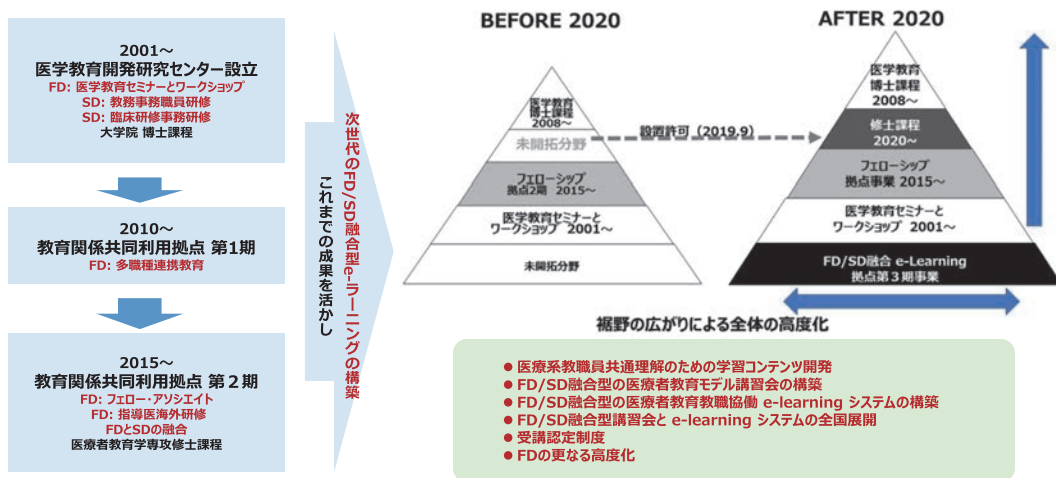 2001～
医学教育開発研究センター設立
FD: 医学教育セミナーとワークショップ
SD: 教務事務職員研修
SD: 臨床研修事務研修
大学院 博士課程
2010～
教育関係共同利用拠点 第1期
FD: 多職種連携教育
2015～
教育関係共同利用拠点 第２期
FD: フェロー・アソシエイト
FD: 指導医海外研修
FDとSDの融合
医療者教育学専攻修士課程
次世代のFD/SD融合型e-ラーニングの構築
これまでの成果を活かし
BEFORE 2020
医学教育
博士課程
2008～
未開拓分野
フェローシップ
拠点2期 2015～
医学教育セミナーと
ワークショップ 2001～
未開拓分野
設置許可（2019.9）
AFTER 2020
医学教育
博士課程
2008～
修士課程
2020～
フェローシップ
拠点事業 2015～
医学教育セミナーと
ワークショップ 2001～
FD/SD融合 e-Learning
拠点第３期事業
裾野の広がりによる全体の高度化
● 医療系教職員共通理解のための学習コンテンツ開発
● FD/SD融合型の医療者教育モデル講習会の構築
● FD/SD融合型の医療者教育教職協働 e-learning システムの構築
● FD/SD融合型講習会と e-learning システムの全国展開
● 受講認定制度
● FDの更なる高度化